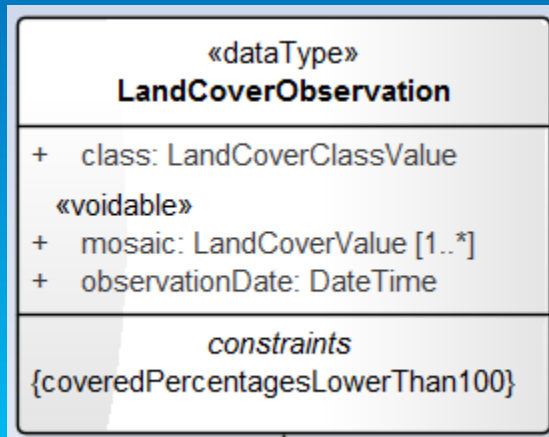 «dataType»
LandCoverObservation
+ class: LandCoverClassValue
«voidable»
+ mosaic: LandCoverValue [1..*]
+ observationDate: DateTime
constraints
{coveredPercentagesLowerThan100}